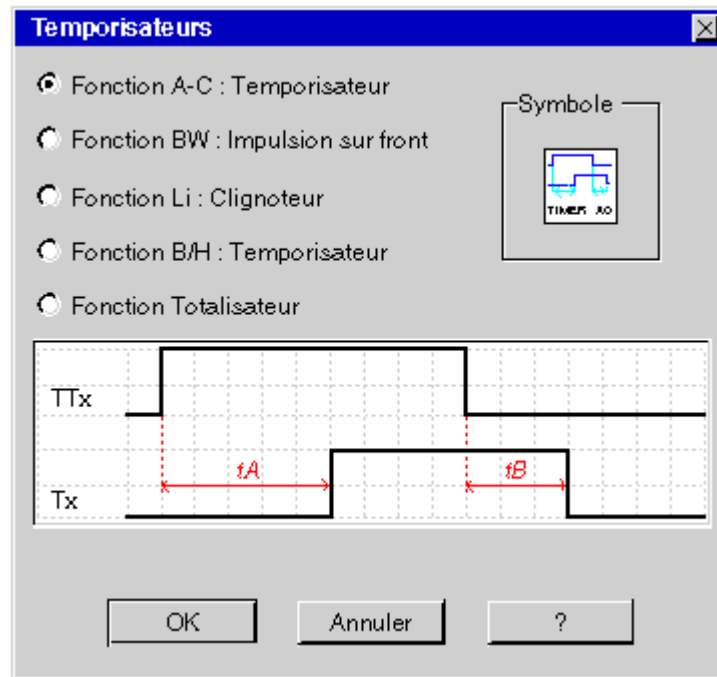 Temporisateurs
Fonction A-C : Temporisateur
Fonction BW : Impulsion sur front
Fonction Li : Clignoteur
Fonction B/H : Temporisateur
Fonction Totalisateur
Symbole
TIMER AC
TTx
tA
tB
Tx
OK
Annuler
?